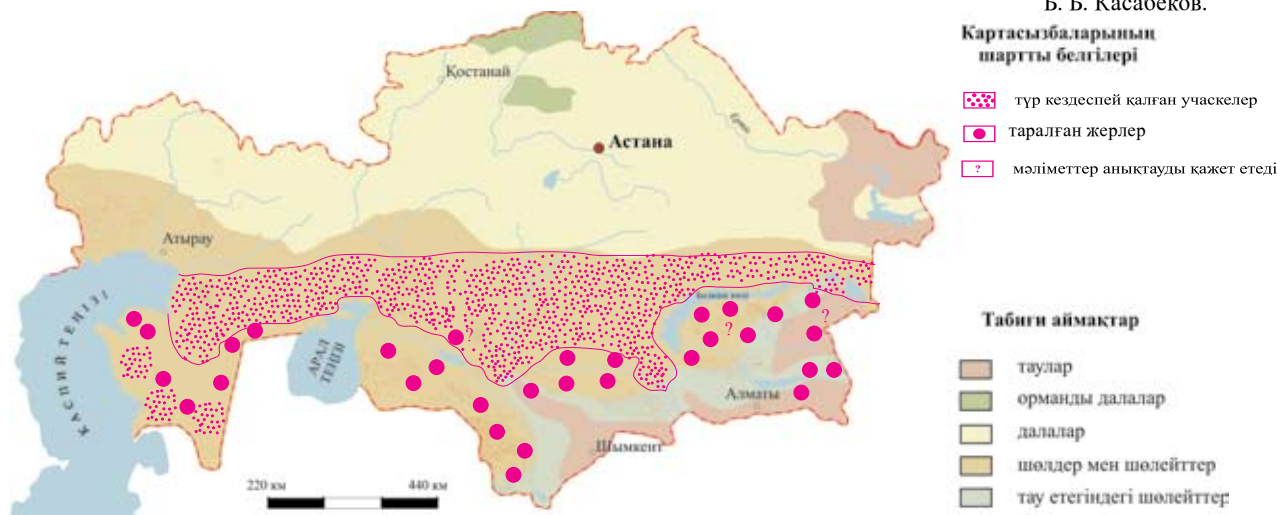 Б. Б. Касабеков.
Картасызбаларының
шартты белгілері
түр кездеспей қалған учаскелер
таралған жерлер
? мәліметтер анықтауды қажет етеді
Қостанай
Астана
Ертіс
Атырау
КАСПИЙ ТЕҢІЗІ
АРАЛ
ТЕҢІЗІ
?
?
?
Алматы
Шымкент
220 км
440 км
Табиғи аймақтар
таулар
орманды далалар
далалар
шөлдер мен шөлейттер
тау етегіндегі шөлейттер